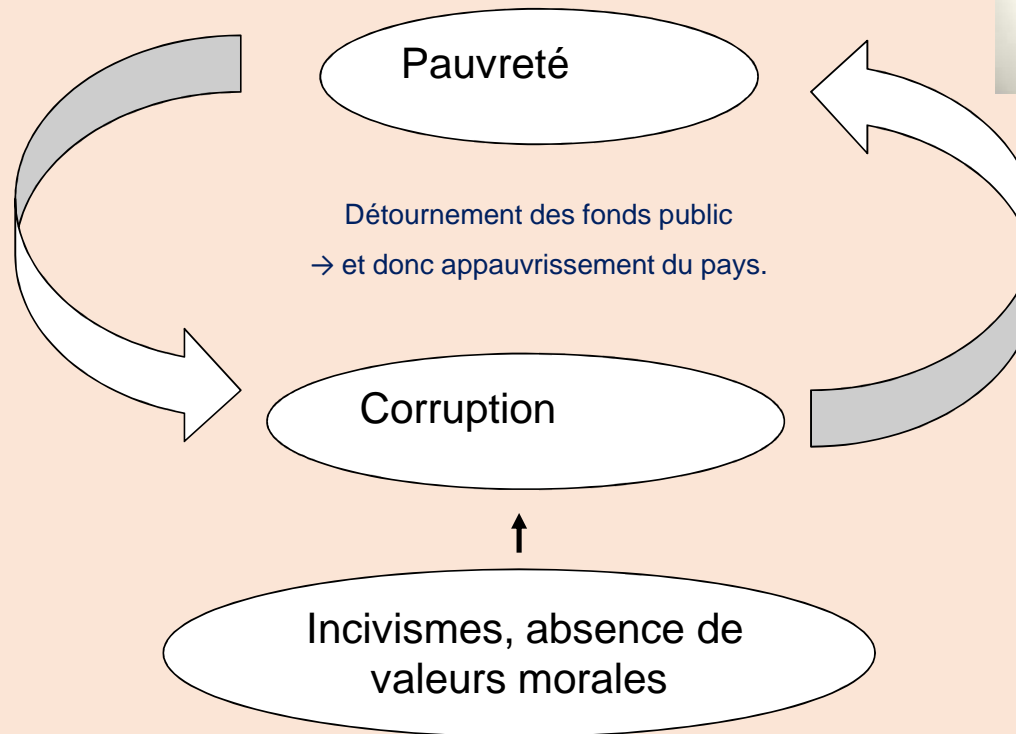 Pauvreté
Détournement des fonds public
→ et donc appauvrissement du pays.
Corruption
Incivismes, absence de
valeurs morales